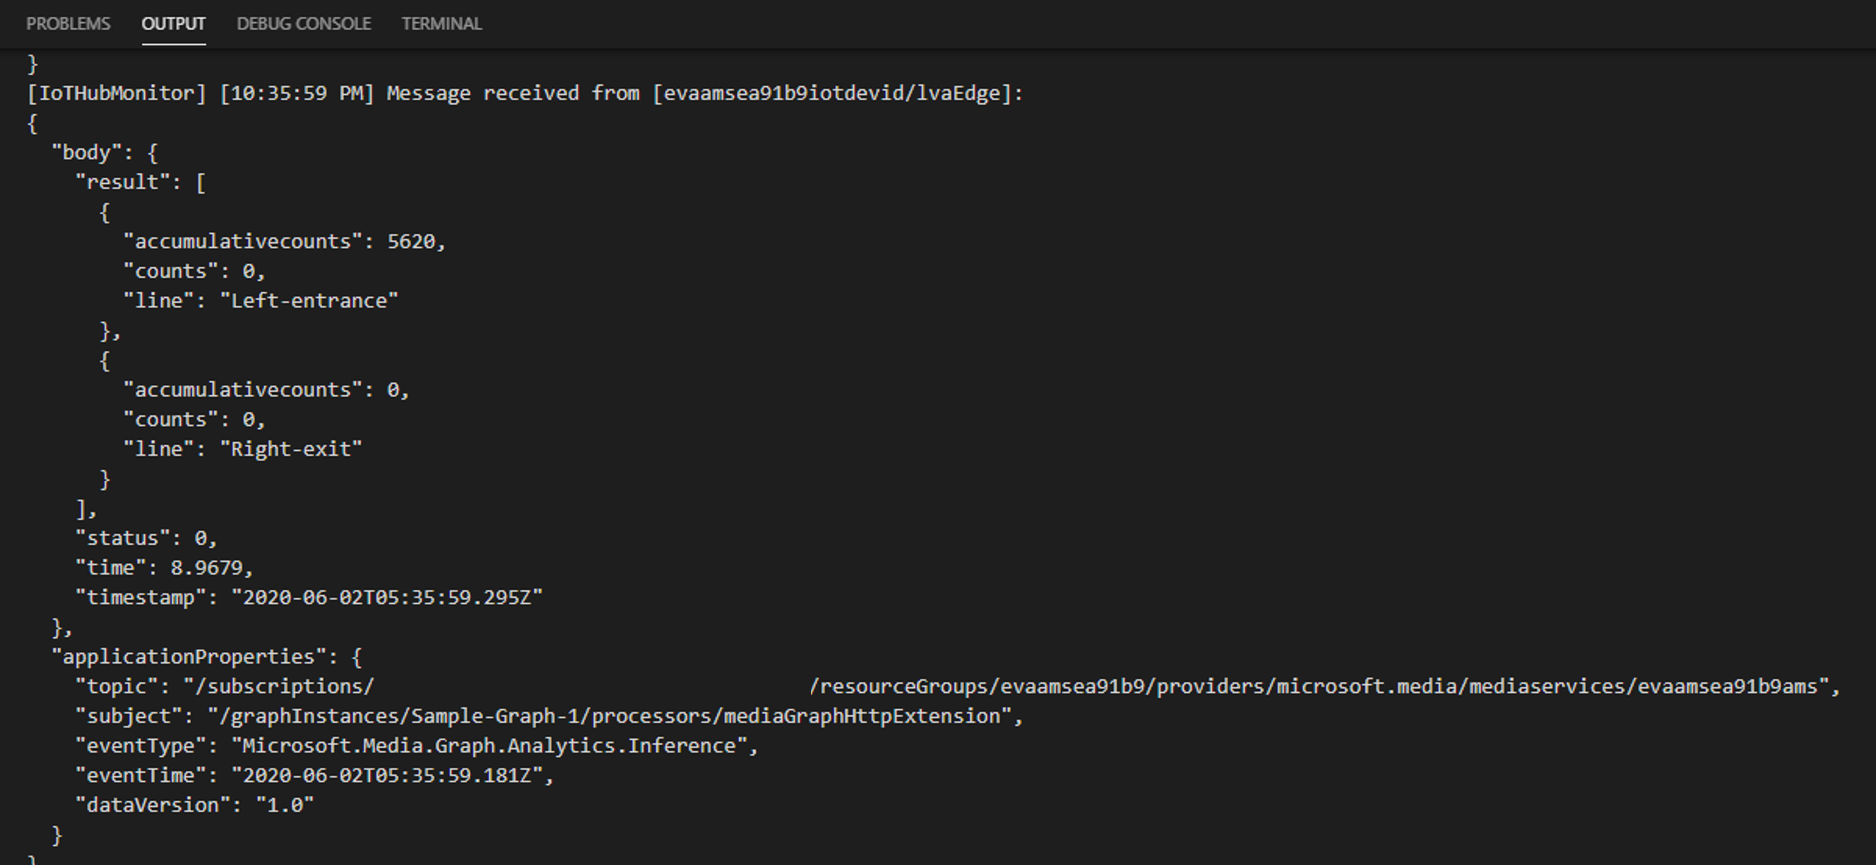 PROBLEMS OUTPUT DEBUG CONSOLE TERMINAL
}
[IoTHubMonitor] [10:35:59 PM] Message received from [evaamsea91b9iotdevid/lvaEdge]:
{
  "body": {
    "result": [
      {
        "accumulativecounts": 5620,
        "counts": 0,
        "line": "Left-entrance"
      },
      {
        "accumulativecounts": 0,
        "counts": 0,
        "line": "Right-exit"
      }
    ],
    "status": 0,
    "time": 8.9679,
    "timestamp": "2020-06-02T05:35:59.295Z"
  },
  "applicationProperties": {
    "topic": "/subscriptions/ /resourceGroups/evaamsea91b9/providers/microsoft.media/mediaservices/evaamsea91b9ams",
    "subject": "/graphInstances/Sample-Graph-1/processors/mediaGraphHttpExtension",
    "eventType": "Microsoft.Media.Graph.Analytics.Inference",
    "eventTime": "2020-06-02T05:35:59.181Z",
    "dataVersion": "1.0"
  }
}